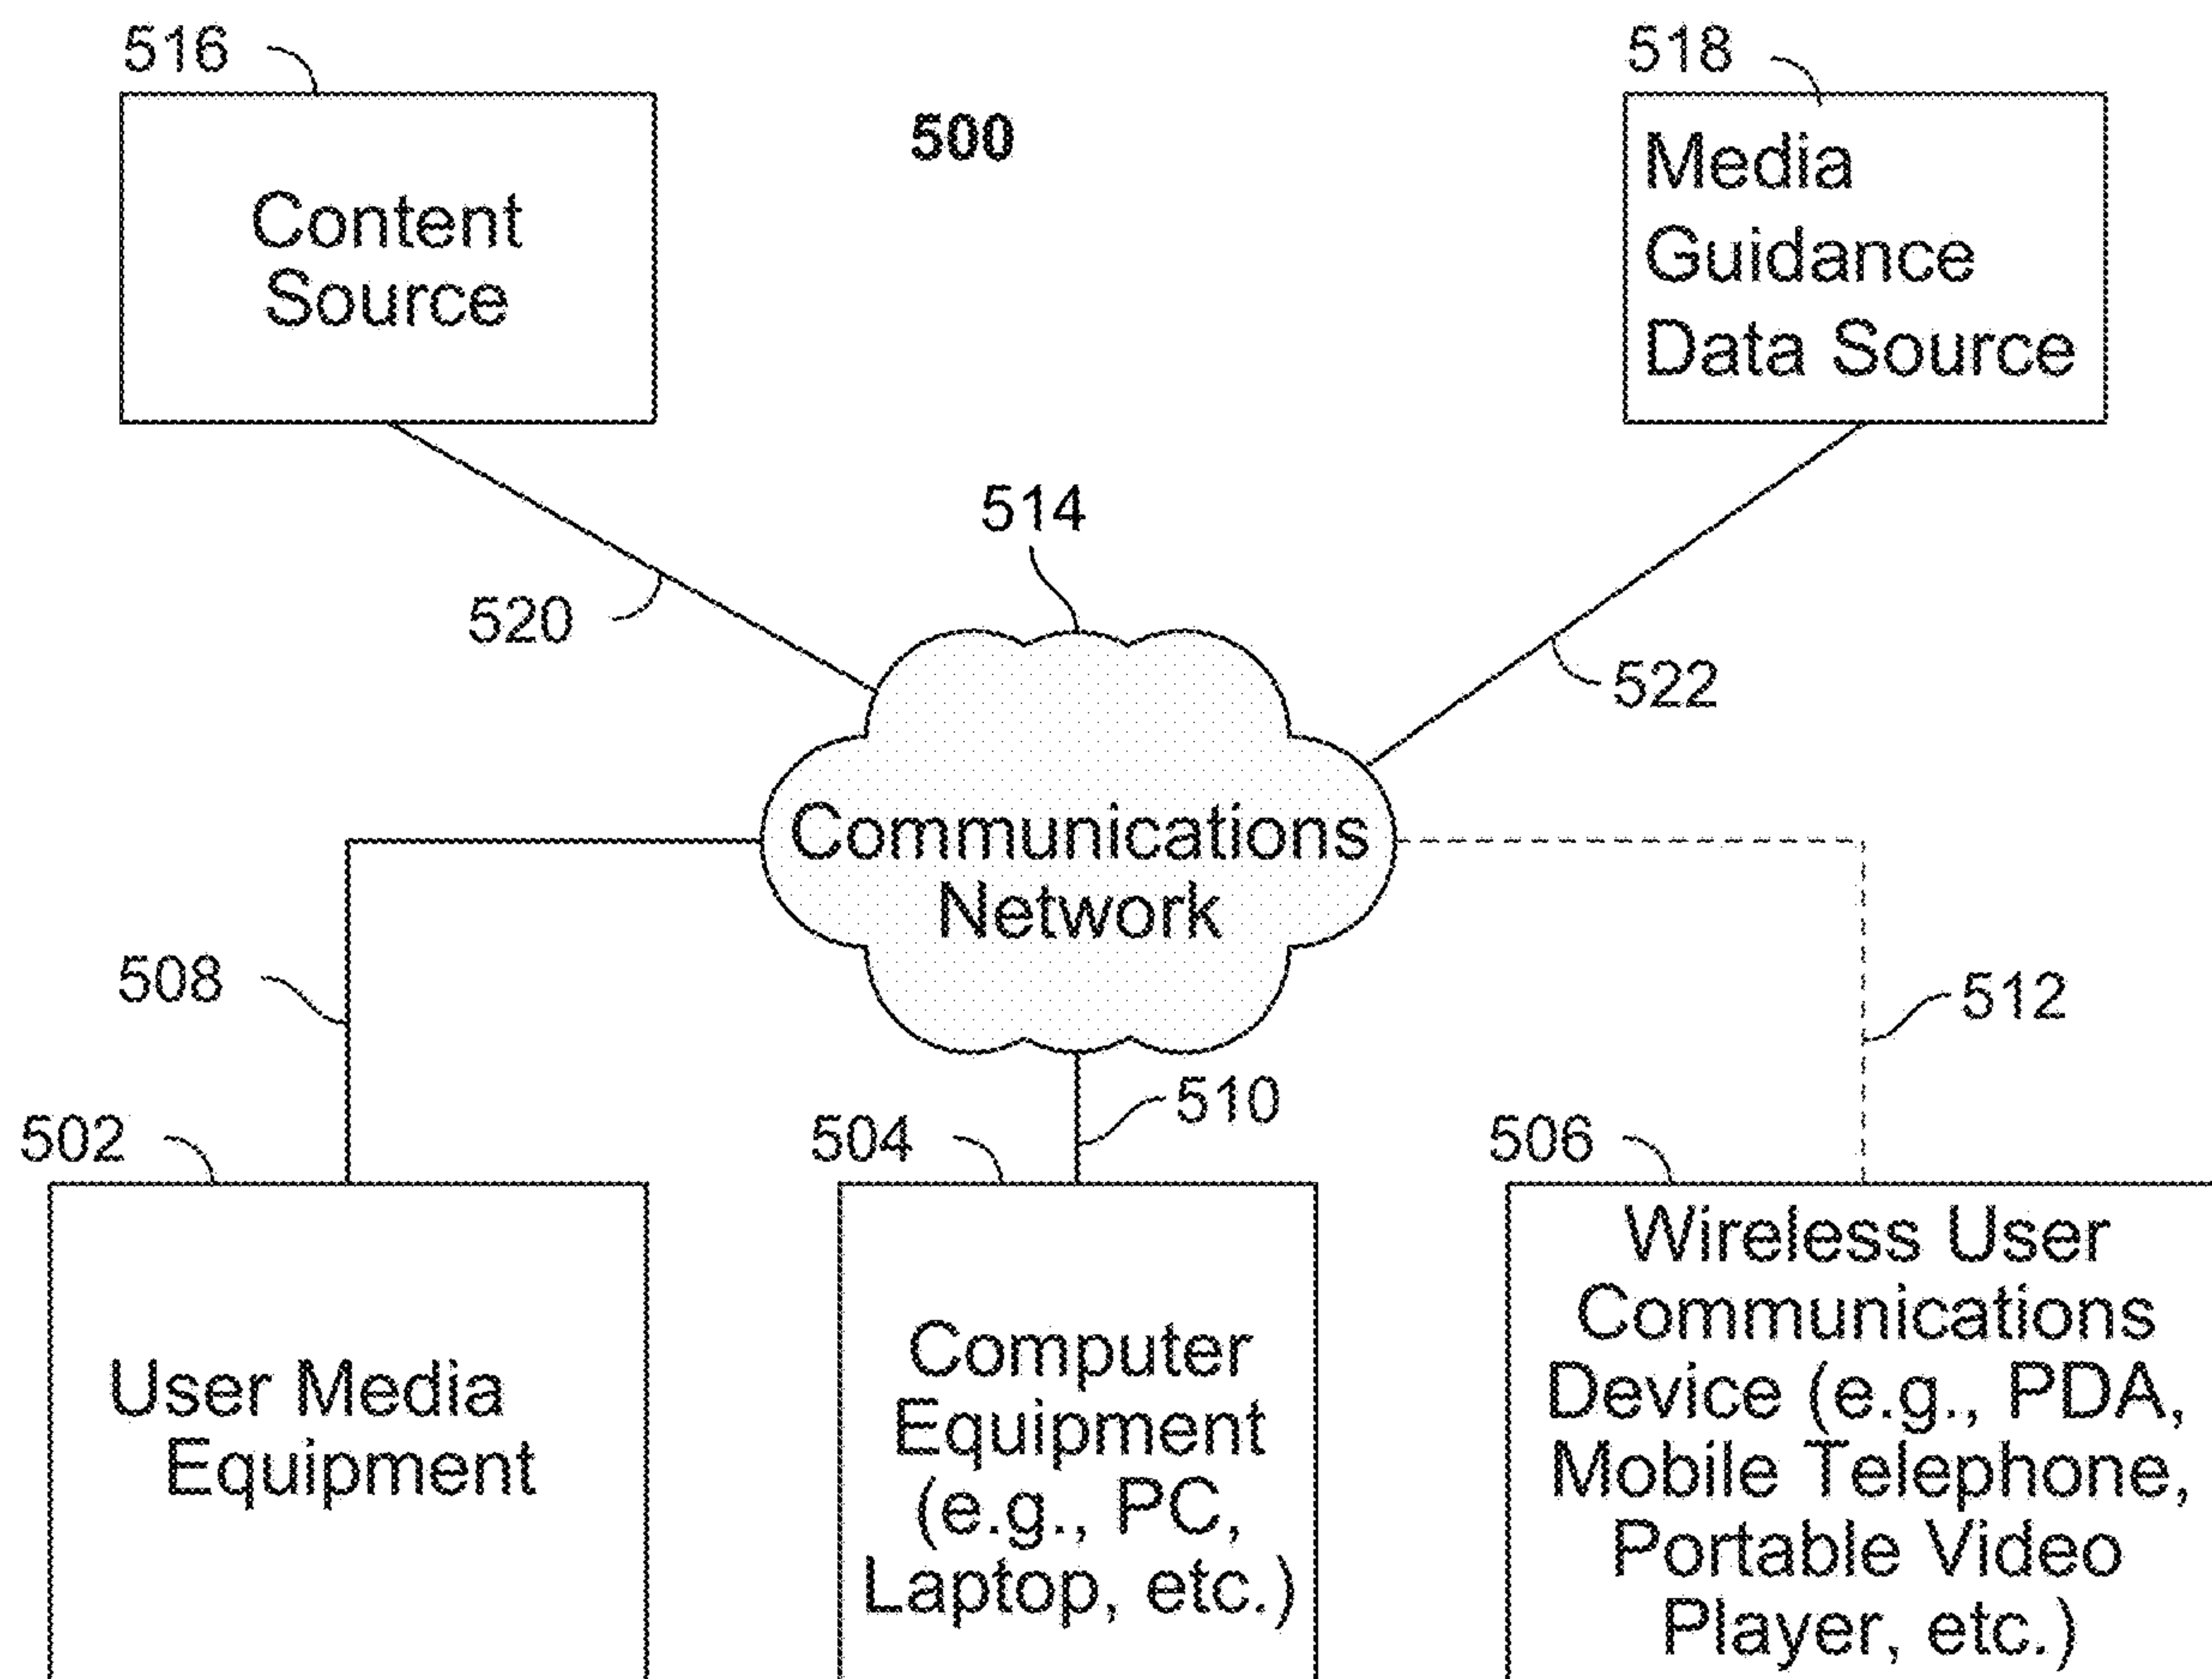 516
518
500
Content
Source
Media
Guidance
Data Source
514
520
522
Communications
Network
508
512
510
502
504
506
User Media
Equipment
Computer
Equipment
(e.g., PC,
Laptop, etc.)
Wireless User
Communications
Device (e.g., PDA,
Mobile Telephone,
Portable Video
Player, etc.)